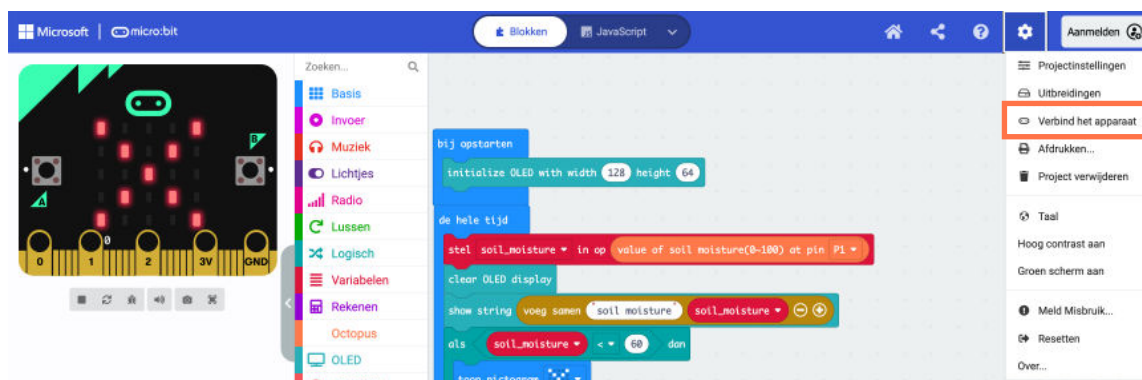 Microsoft | micro:bit
Blokken
JavaScript
Aanmelden
Zoeken...
Basis
Invoer
Muziek
Lichtjes
Radio
Lussen
Logisch
Variabelen
Rekenen
Octopus
OLED
A
B
0
0 1 2 3V GND
bij opstarten
initialize OLED with width 128 height 64
de hele tijd
stel soil_moisture in op value of soil moisture(0~100) at pin P1
clear OLED display
show string voeg samen "soil moisture" soil_moisture
als soil_moisture < 60 dan
toon pictogram
Projectinstellingen
Uitbreidingen
Verbind het apparaat
Afdrukken...
Project verwijderen
Taal
Hoog contrast aan
Groen scherm aan
Meld Misbruik...
Resetten
Over...